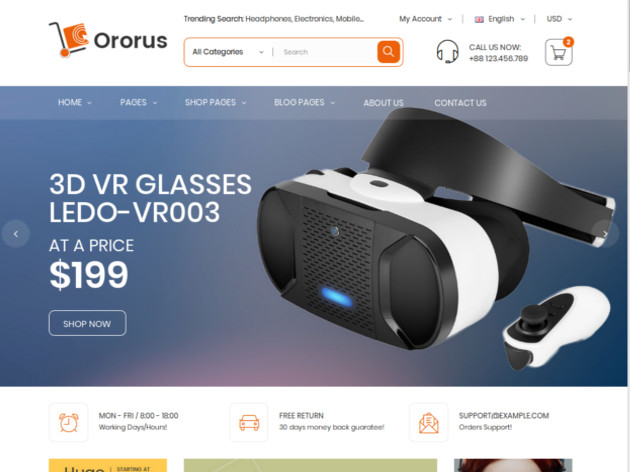 Trending Search: Headphones, Electronics, Mobile...
My Account
English
USD
Ororus
All Categories
Search
CALL US NOW:
+88 123.456.789
2
HOME
PAGES
SHOP PAGES
BLOG PAGES
ABOUT US
CONTACT US
3D VR GLASSES
LEDO-VR003
AT A PRICE
$199
SHOP NOW
MON - FRI / 8:00 - 18:00
Working Days/Hours!
FREE RETURN
30 days money back guarantee!
SUPPORT@EXAMPLE.COM
Orders Support!
Huge
STARTING AT